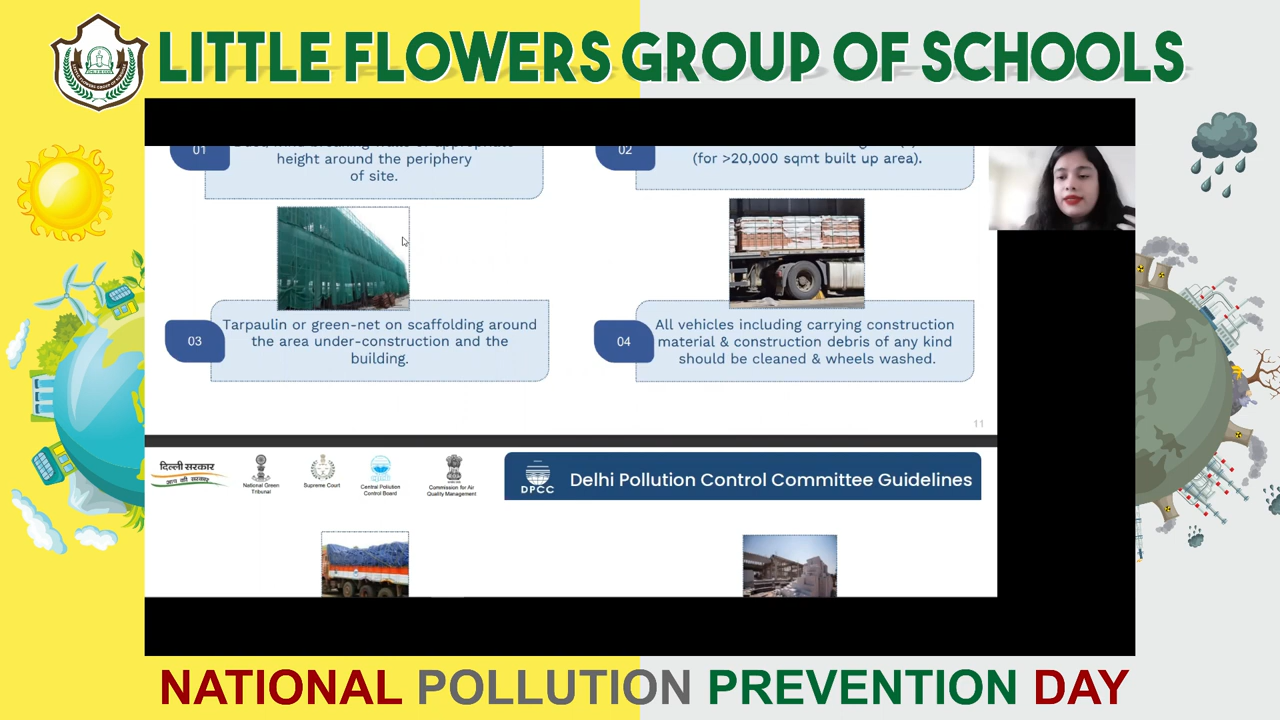 LITTLE FLOWERS GROUP OF SCHOOLS
01
height around the periphery
of site.
02
(for >20,000 sqmt built up area).
03
Tarpaulin or green-net on scaffolding around
the area under-construction and the
building.
04
All vehicles including carrying construction
material & construction debris of any kind
should be cleaned & wheels washed.
11
दिल्ली सरकार
आप की सरकार
National Green
Tribunal
Supreme Court
Central Pollution
Control Board
Commission for Air
Quality Management
DPCC
Delhi Pollution Control Committee Guidelines
NATIONAL POLLUTION PREVENTION DAY